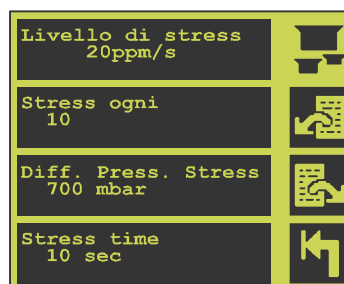 Livello di stress
20ppm/s
Stress ogni
10
Diff. Press. Stress
700 mbar
Stress time
10 sec